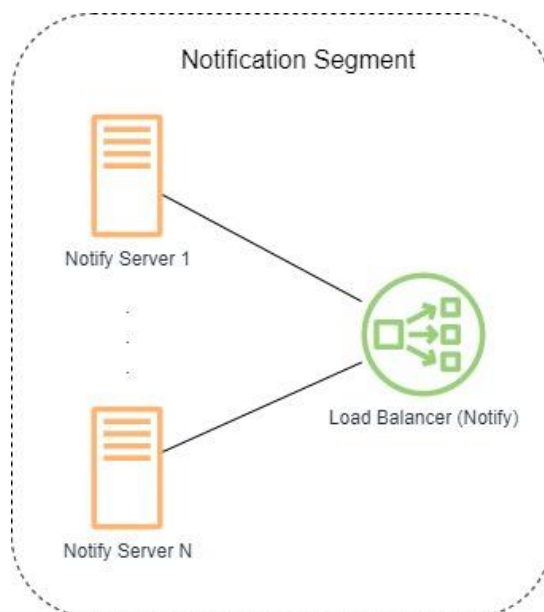 Notification Segment
Notify Server 1
.
.
.
Load Balancer (Notify)
Notify Server N